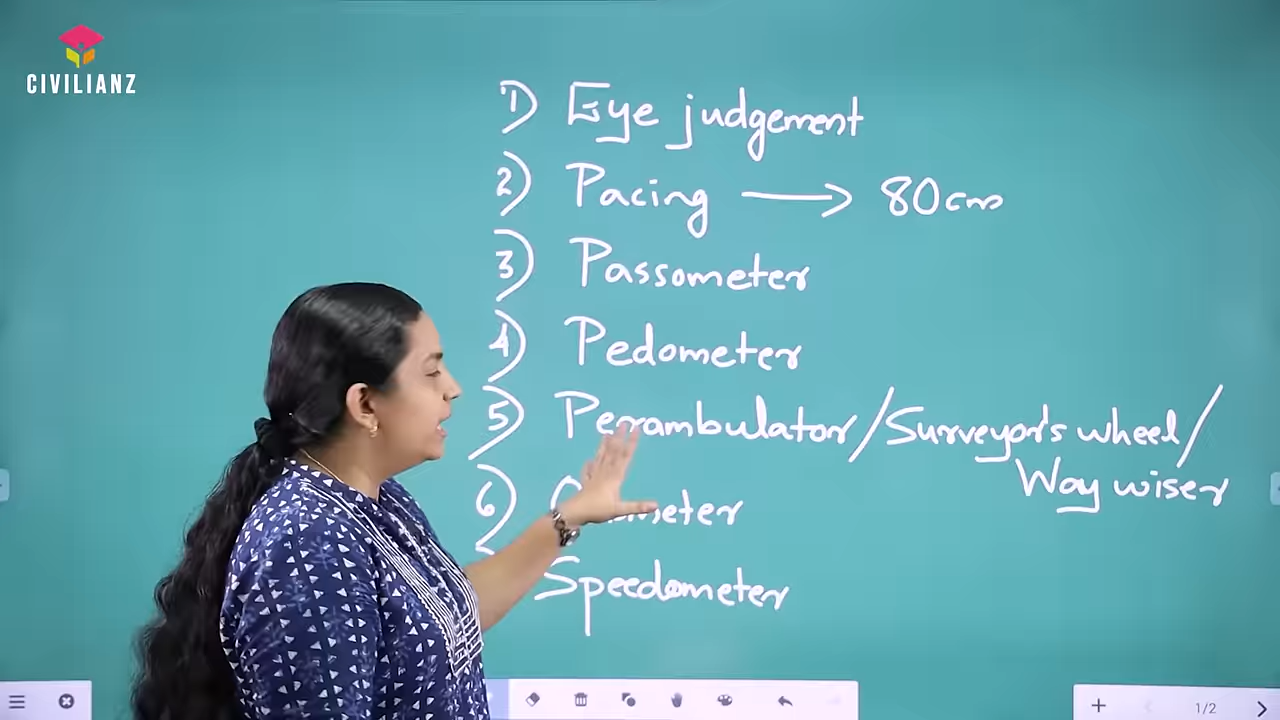 CIVILIANZ
1) Eye judgement
2) Pacing → 80cm
3) Passometer
4) Pedometer
5) Perambulator/Surveyor's wheel/
Way wiser
6)
Speedometer
1/2